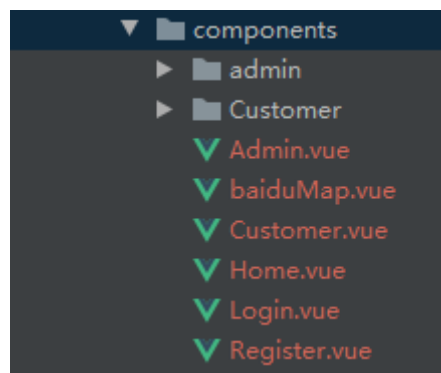 components
admin
Customer
Admin.vue
baiduMap.vue
Customer.vue
Home.vue
Login.vue
Register.vue